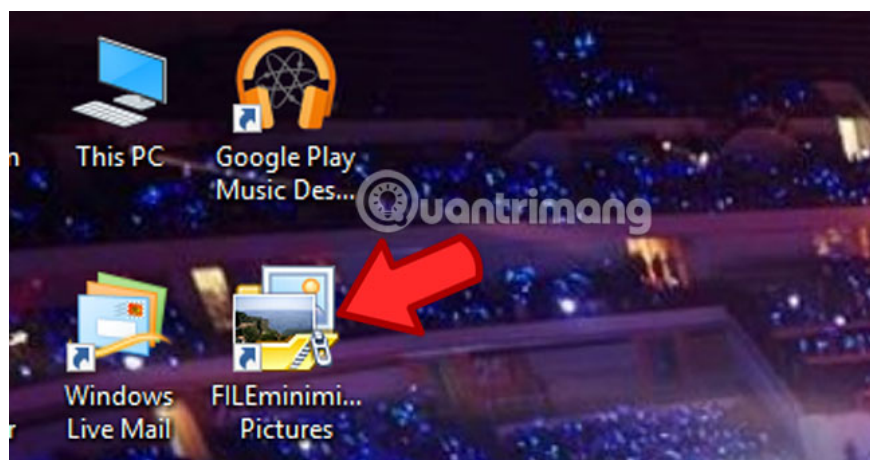 n
This PC
Google Play
Music Des...
Quantrimang
Windows
Live Mail
FILEminimi...
Pictures
r